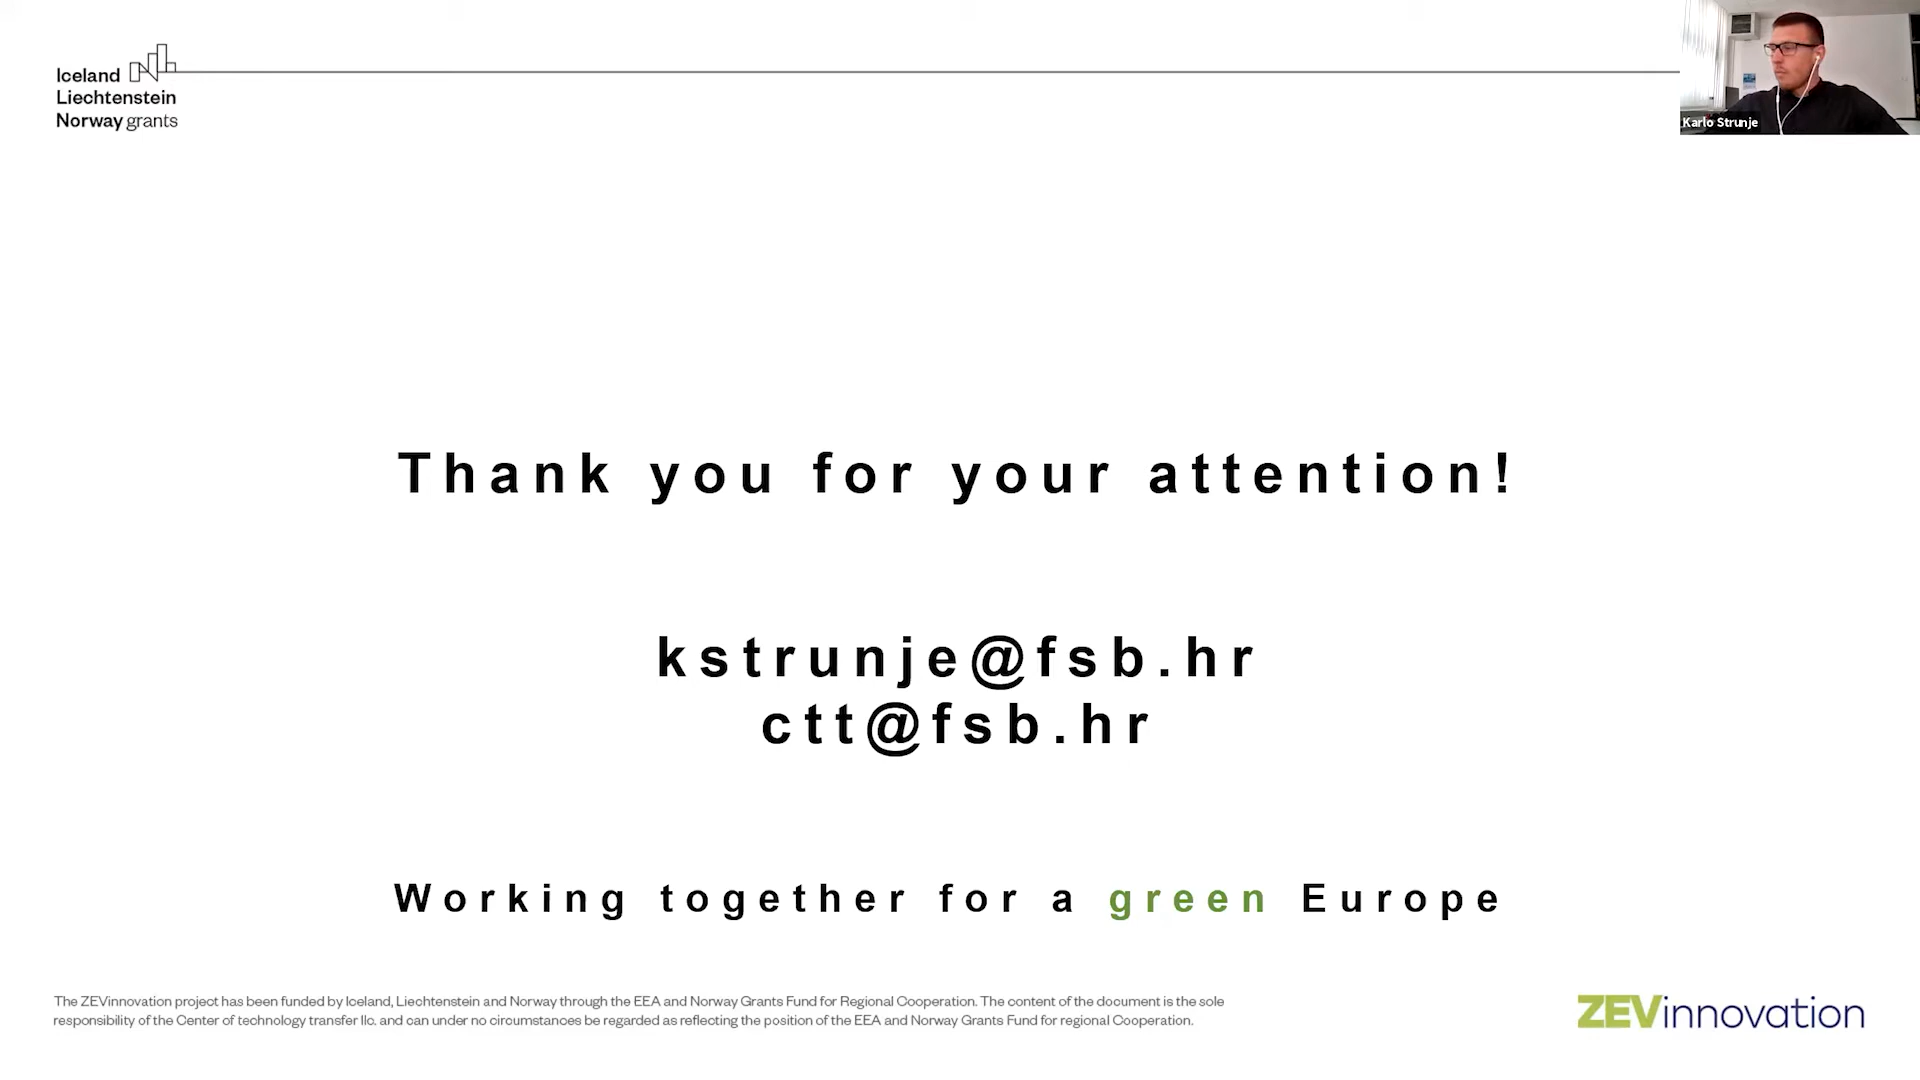 Iceland
Liechtenstein
Norway grants
Karlo Strunje
Thank you for your attention!
kstrunje@fsb.hr
ctt@fsb.hr
Working together for a green Europe
The ZEVinnovation project has been funded by Iceland, Liechtenstein and Norway through the EEA and Norway Grants Fund for Regional Cooperation. The content of the document is the sole
responsibility of the Center of technology transfer llc. and can under no circumstances be regarded as reflecting the position of the EEA and Norway Grants Fund for regional Cooperation.
ZEVinnovation